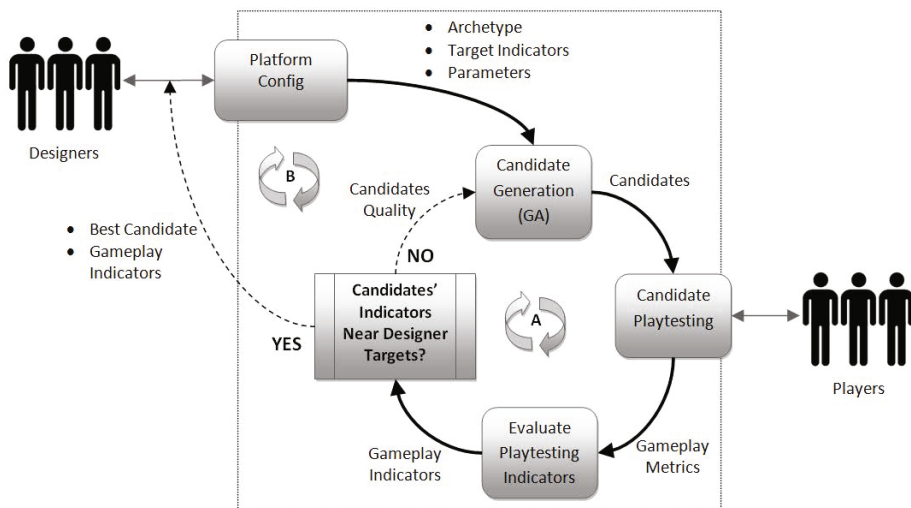 • Archetype
• Target Indicators
• Parameters
Platform
Config
Designers
B
Candidates
Quality
Candidate
Generation
(GA)
Candidates
• Best Candidate
• Gameplay
Indicators
NO
YES
Candidates'
Indicators
Near Designer
Targets?
A
Candidate
Playtesting
Players
Gameplay
Indicators
Evaluate
Playtesting
Indicators
Gameplay
Metrics